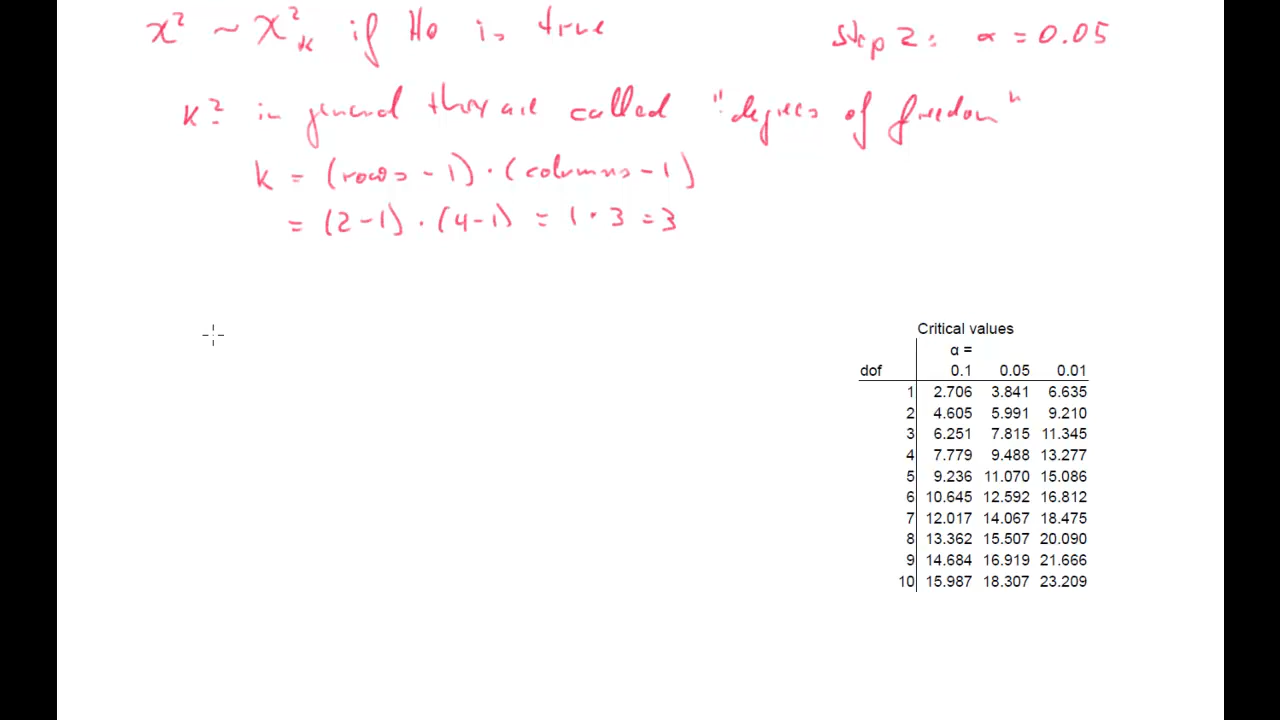 x² ~ χ²k if Ho is true
Step 2: α = 0.05
k? in general they are called "degrees of freedom"
k = (rows - 1) · (columns - 1)
= (2-1) · (4-1) = 1 · 3 = 3
Critical values
α =
dof 0.1 0.05 0.01
1 2.706 3.841 6.635
2 4.605 5.991 9.210
3 6.251 7.815 11.345
4 7.779 9.488 13.277
5 9.236 11.070 15.086
6 10.645 12.592 16.812
7 12.017 14.067 18.475
8 13.362 15.507 20.090
9 14.684 16.919 21.666
10 15.987 18.307 23.209